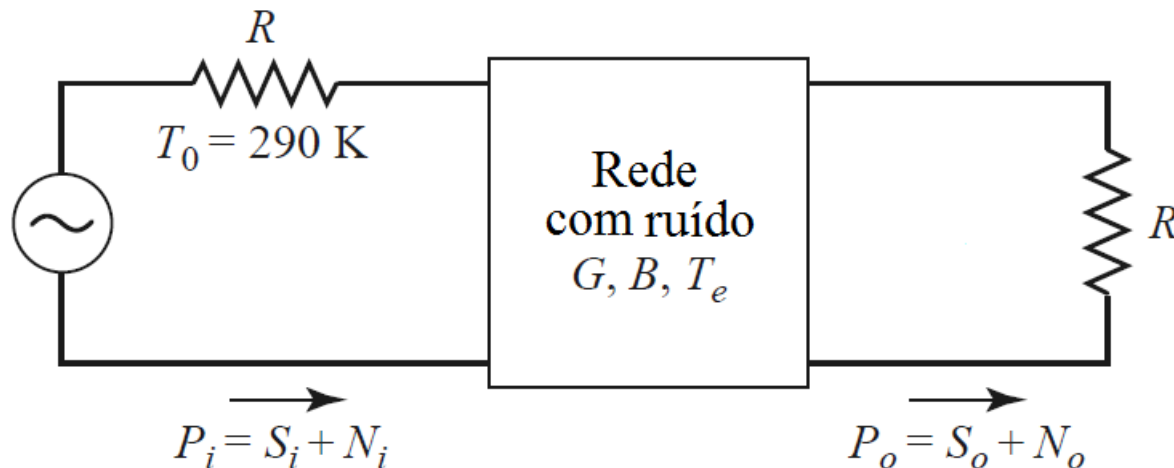 R
T₀ = 290 K
Rede
com ruído
G, B, Tₑ
R
Pᵢ = Sᵢ + Nᵢ
Pₒ = Sₒ + Nₒ